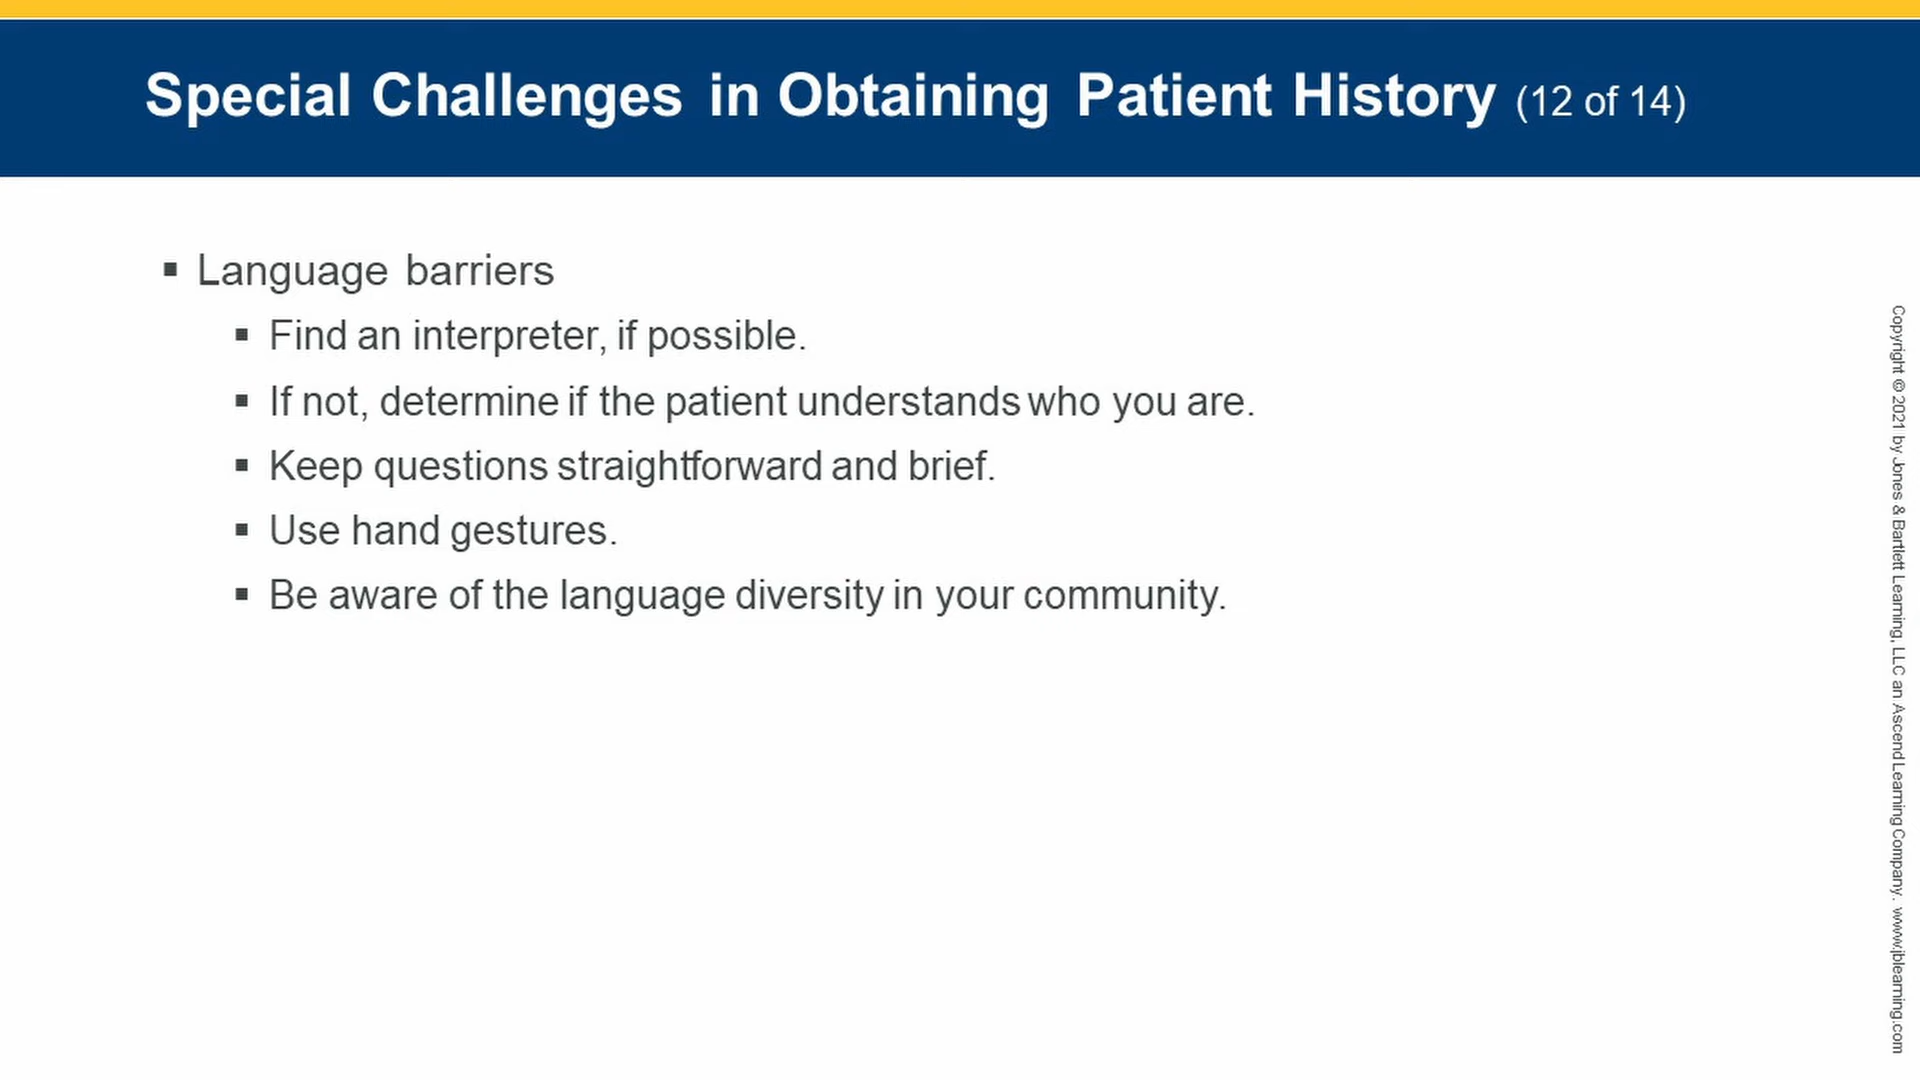 Special Challenges in Obtaining Patient History (12 of 14)
▪ Language barriers
▪ Find an interpreter, if possible.
▪ If not, determine if the patient understands who you are.
▪ Keep questions straightforward and brief.
▪ Use hand gestures.
▪ Be aware of the language diversity in your community.
Copyright © 2021 by Jones & Bartlett Learning, LLC an Ascend Learning Company. www.jblearning.com